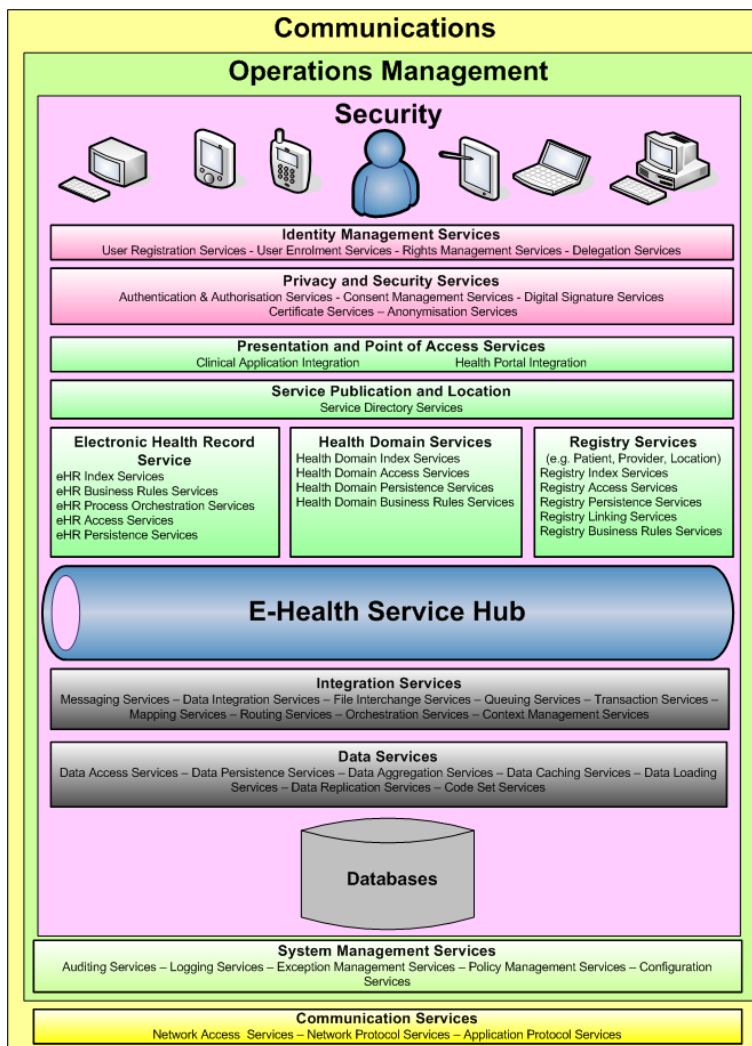 Communications
Operations Management
Security
Identity Management Services
User Registration Services - User Enrolment Services - Rights Management Services - Delegation Services
Privacy and Security Services
Authentication & Authorisation Services - Consent Management Services - Digital Signature Services
Certificate Services – Anonymisation Services
Presentation and Point of Access Services
Clinical Application Integration
Health Portal Integration
Service Publication and Location
Service Directory Services
Electronic Health Record
Service
eHR Index Services
eHR Business Rules Services
eHR Process Orchestration Services
eHR Access Services
eHR Persistence Services
Health Domain Services
Health Domain Index Services
Health Domain Access Services
Health Domain Persistence Services
Health Domain Business Rules Services
Registry Services
(e.g. Patient, Provider, Location)
Registry Index Services
Registry Access Services
Registry Persistence Services
Registry Linking Services
Registry Business Rules Services
E-Health Service Hub
Integration Services
Messaging Services – Data Integration Services – File Interchange Services – Queuing Services – Transaction Services –
Mapping Services – Routing Services – Orchestration Services – Context Management Services
Data Services
Data Access Services – Data Persistence Services – Data Aggregation Services – Data Caching Services – Data Loading
Services – Data Replication Services – Code Set Services
Databases
System Management Services
Auditing Services – Logging Services – Exception Management Services – Policy Management Services – Configuration
Services
Communication Services
Network Access Services – Network Protocol Services – Application Protocol Services